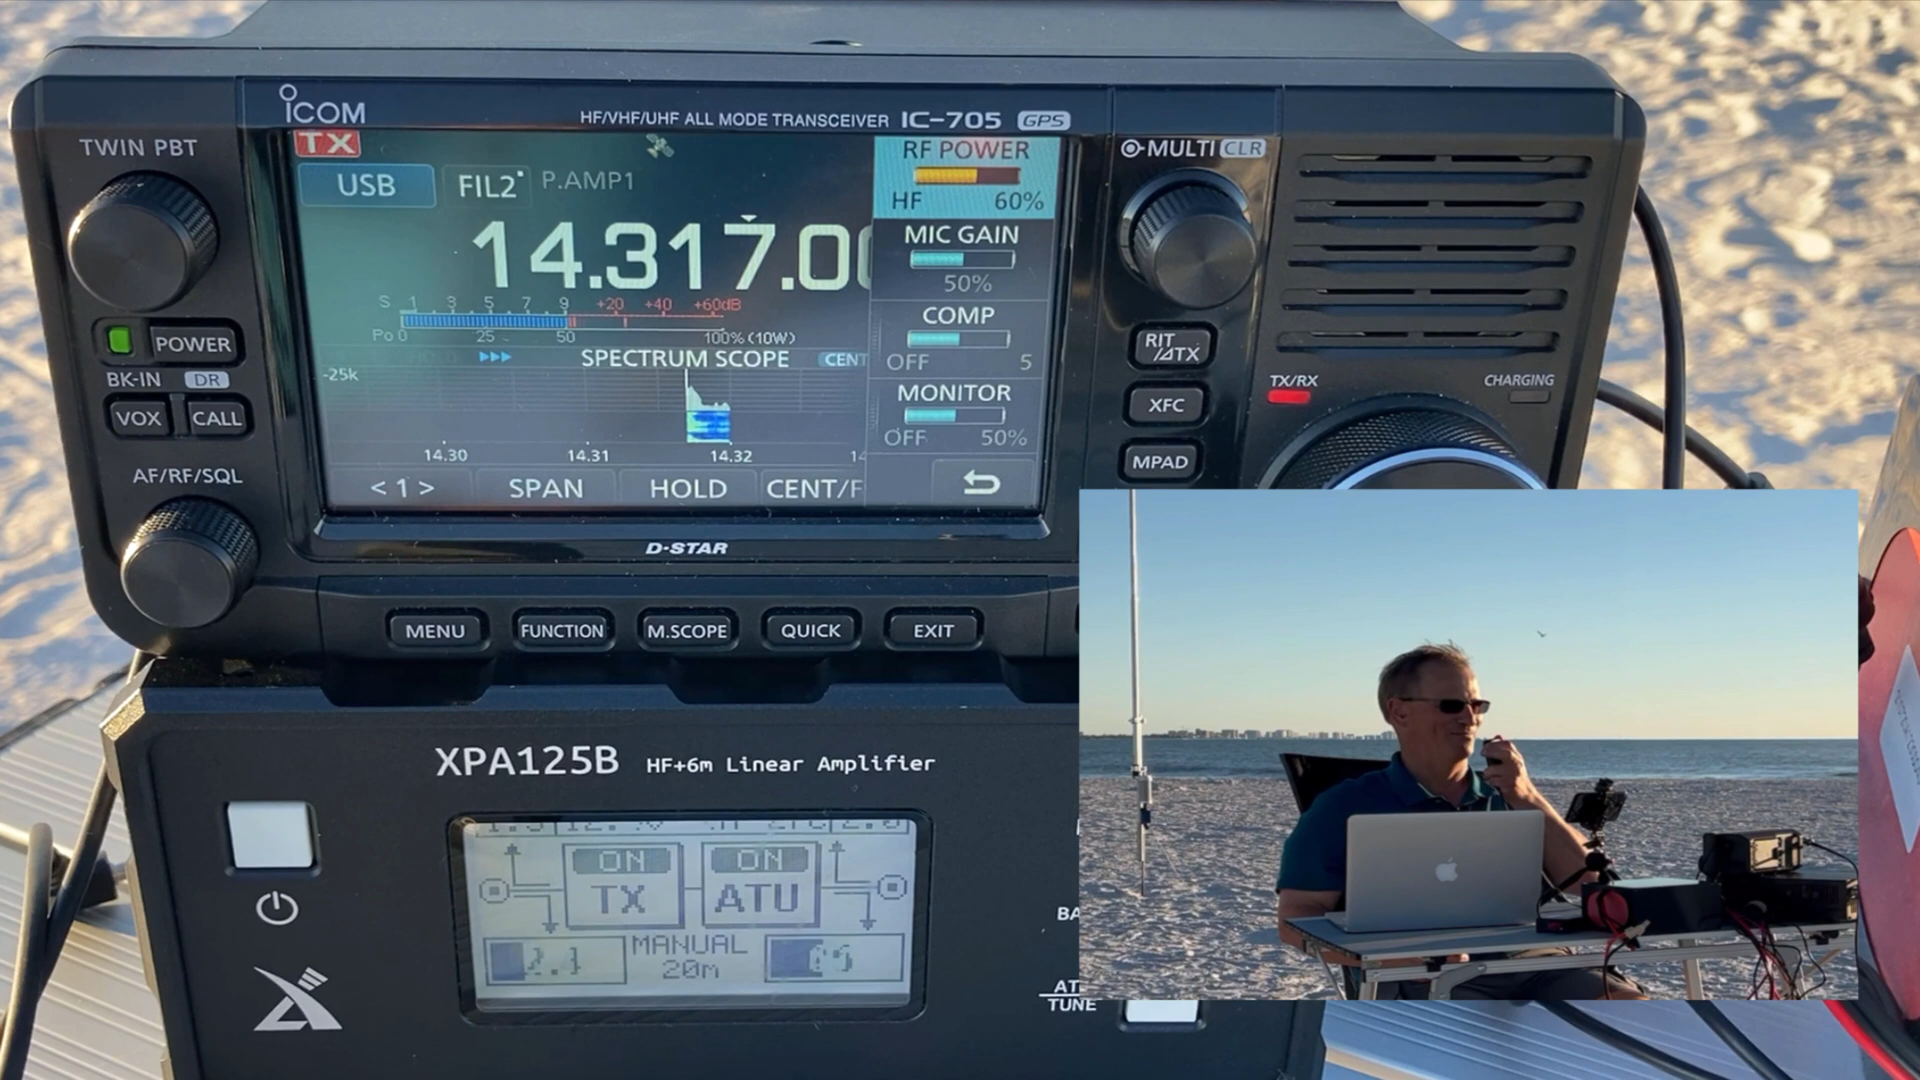 ICOM
HF/VHF/UHF ALL MODE TRANSCEIVER IC-705 GPS
TWIN PBT
TX
USB FIL2 P.AMP1
14.317.0
S 1 3 5 7 9 +20 +40 +60dB
Po 0 25 50 100% (10W)
SPECTRUM SCOPE CENT
-25k
14.30 14.31 14.32 14
< 1 > SPAN HOLD CENT/F
RF POWER
HF 60%
MIC GAIN
50%
COMP
OFF 5
MONITOR
OFF 50%
MULTI CLR
POWER
BK-IN DR
VOX CALL
AF/RF/SQL
RIT
/⊿TX
XFC
MPAD
TX/RX
CHARGING
D-STAR
MENU FUNCTION M.SCOPE QUICK EXIT
XPA125B HF+6m Linear Amplifier
ON ON
TX ATU
MANUAL
20m
BA
AT
TUNE